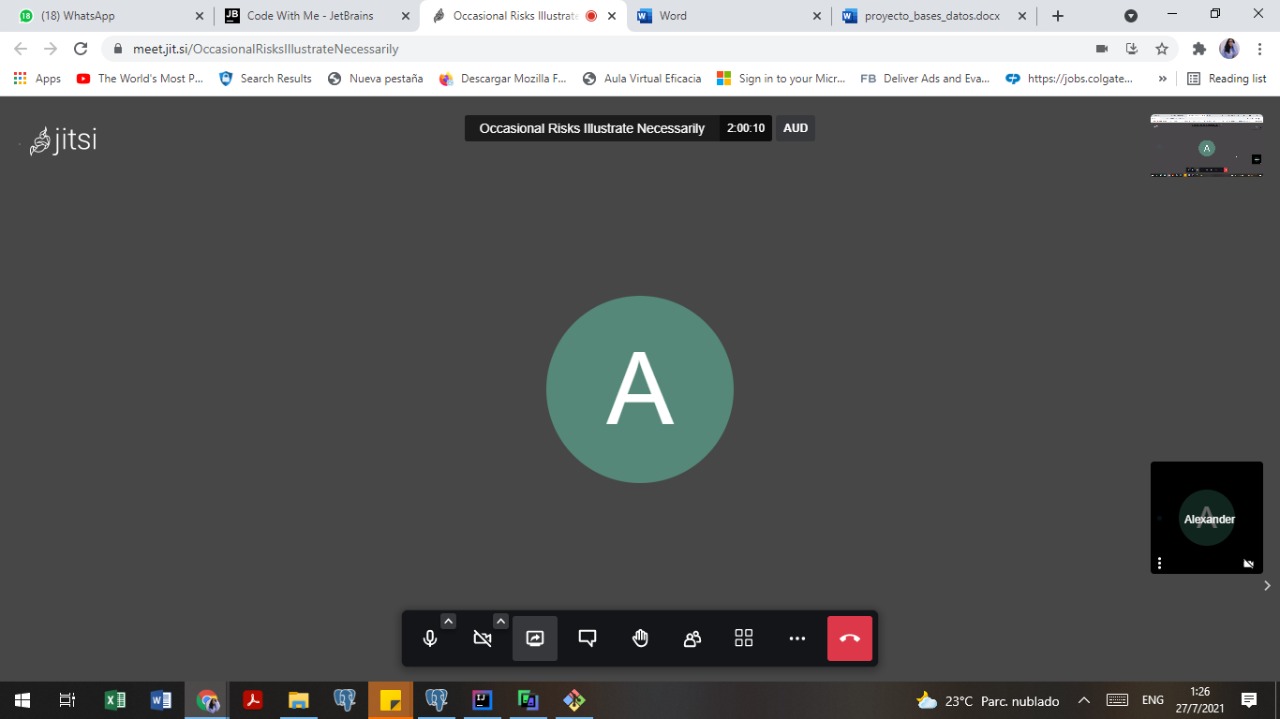 (18) WhatsApp
Code With Me - JetBrains
Occasional Risks Illustrate
Word
proyecto_bases_datos.docx
meet.jit.si/OccasionalRisksIllustrateNecessarily
Apps
The World's Most P...
Search Results
Nueva pestaña
Descargar Mozilla F...
Aula Virtual Eficacia
Sign in to your Micr...
FB Deliver Ads and Eva...
https://jobs.colgate...
»
Reading list
jitsi
Occasional Risks Illustrate Necessarily 2:00:10 AUD
A
A
Alexander
23°C Parc. nublado
ENG
1:26
27/7/2021